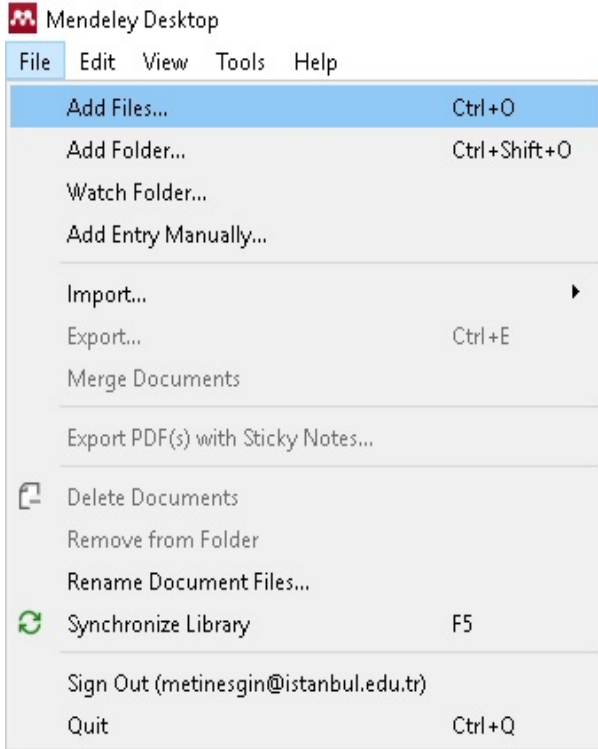 Mendeley Desktop
File Edit View Tools Help
Add Files... Ctrl+O
Add Folder... Ctrl+Shift+O
Watch Folder...
Add Entry Manually...
Import...
Export... Ctrl+E
Merge Documents
Export PDF(s) with Sticky Notes...
Delete Documents
Remove from Folder
Rename Document Files...
Synchronize Library F5
Sign Out (metinesgin@istanbul.edu.tr)
Quit Ctrl+Q